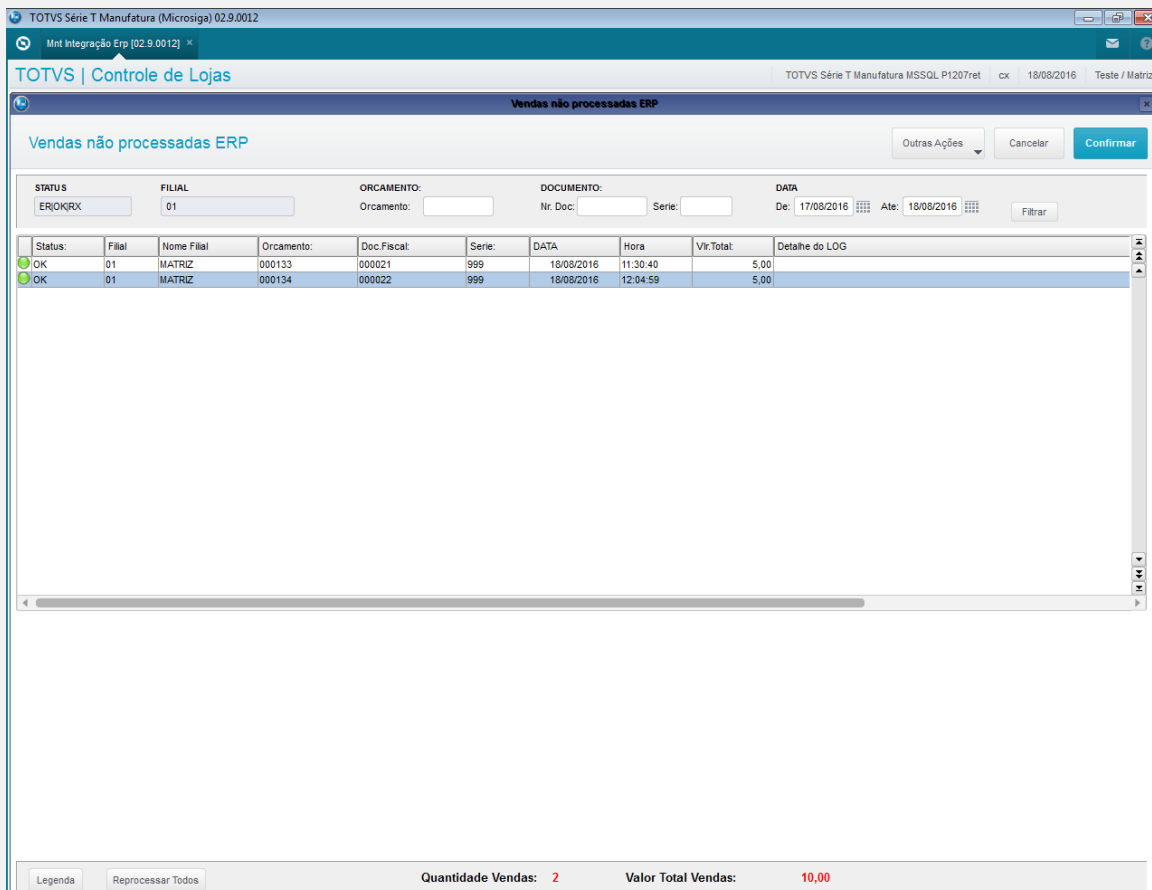 TOTVS Série T Manufatura (Microsiga) 02.9.0012
Mnt Integração Erp [02.9.0012] ×
TOTVS | Controle de Lojas TOTVS Série T Manufatura MSSQL P1207ret cx 18/08/2016 Teste / Matriz
Vendas não processadas ERP
Vendas não processadas ERP Outras Ações Cancelar Confirmar
STATUS FILIAL ORCAMENTO: DOCUMENTO: DATA
ER|OK|RX 01 Orcamento: Nr. Doc: Serie: De: 17/08/2016 Ate: 18/08/2016 Filtrar
Status: Filial Nome Filial Orcamento: Doc.Fiscal: Serie: DATA Hora Vlr.Total: Detalhe do LOG
OK 01 MATRIZ 000133 000021 999 18/08/2016 11:30:40 5,00
OK 01 MATRIZ 000134 000022 999 18/08/2016 12:04:59 5,00
Legenda Reprocessar Todos Quantidade Vendas: 2 Valor Total Vendas: 10,00